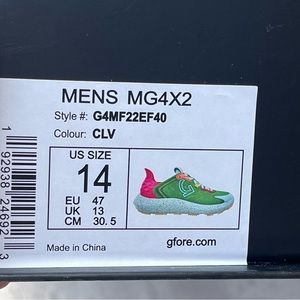 MENS MG4X2
Style #: G4MF22EF40
Colour: CLV
US SIZE
14
EU 47
UK 13
CM 30.5
Made in China
gfore.com
1 92938 24692 3